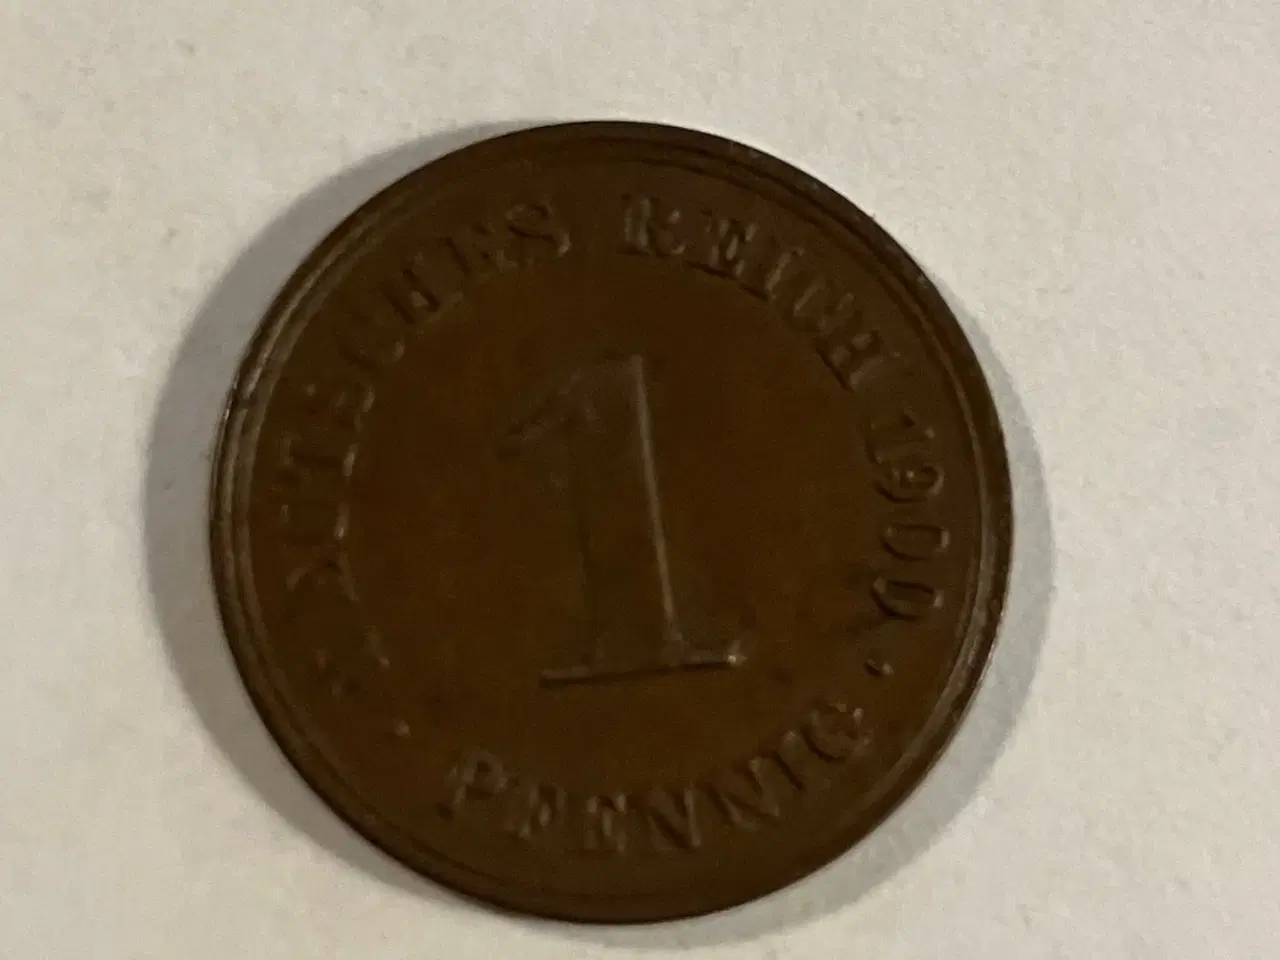 DEUTSCHES REICH 1900
1
PFENNIG